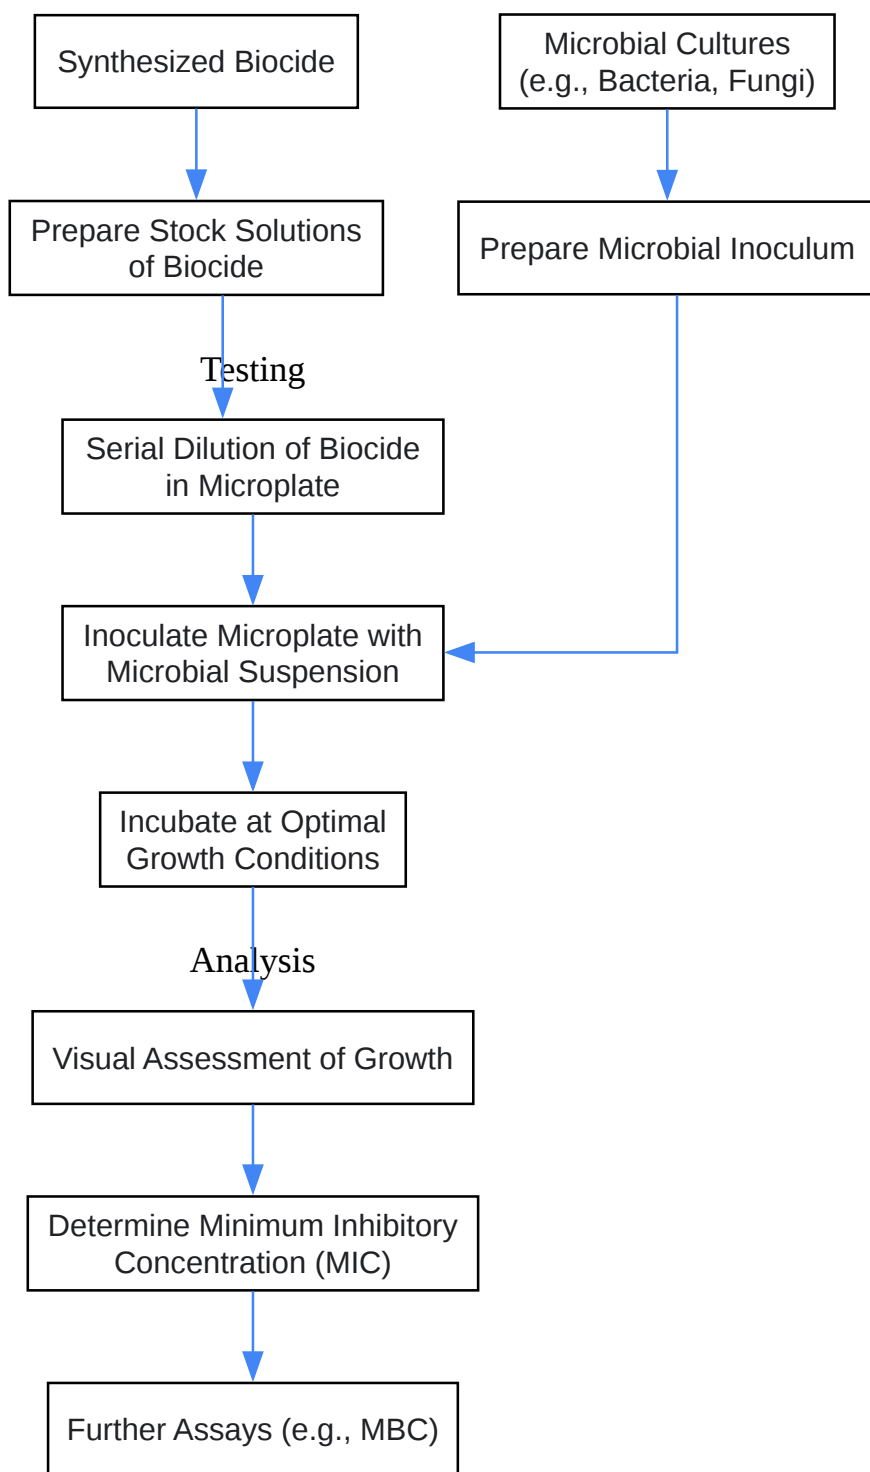 Synthesized Biocide
Microbial Cultures
(e.g., Bacteria, Fungi)
Prepare Stock Solutions
of Biocide
Prepare Microbial Inoculum
Testing
Serial Dilution of Biocide
in Microplate
Inoculate Microplate with
Microbial Suspension
Incubate at Optimal
Growth Conditions
Analysis
Visual Assessment of Growth
Determine Minimum Inhibitory
Concentration (MIC)
Further Assays (e.g., MBC)